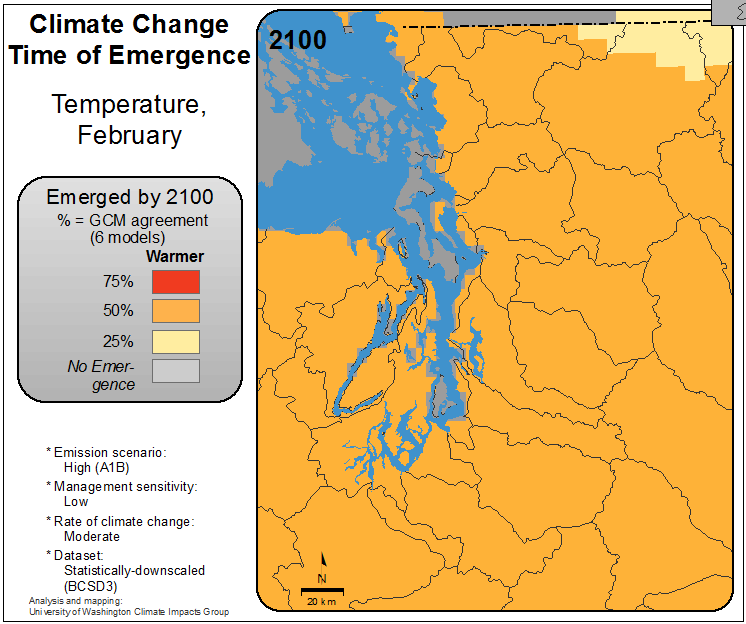 Climate Change
Time of Emergence
Temperature,
February
Emerged by 2100
% = GCM agreement
(6 models)
Warmer
75%
50%
25%
No Emer-
gence
* Emission scenario:
High (A1B)
* Management sensitivity:
Low
* Rate of climate change:
Moderate
* Dataset:
Statistically-downscaled
(BCSD3)
Analysis and mapping:
University of Washington Climate Impacts Group
2100
N
20 km